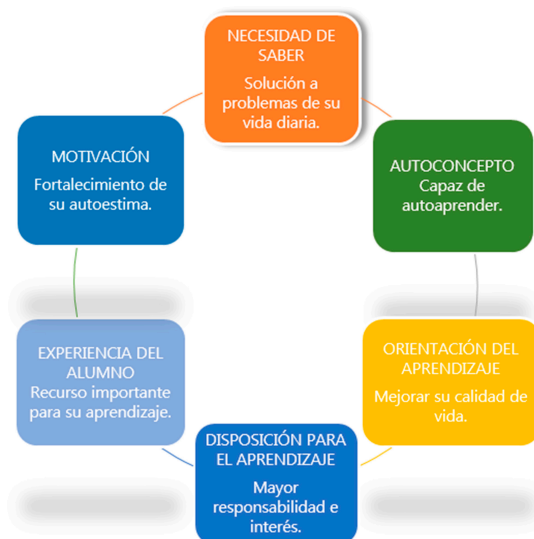 NECESIDAD DE
SABER
Solución a
problemas de su
vida diaria.
MOTIVACIÓN
Fortalecimiento de
su autoestima.
AUTOCONCEPTO
Capaz de
autoaprender.
EXPERIENCIA DEL
ALUMNO
Recurso importante
para su aprendizaje.
ORIENTACIÓN DEL
APRENDIZAJE
Mejorar su calidad de
vida.
DISPOSICIÓN PARA
EL APRENDIZAJE
Mayor
responsabilidad e
interés.